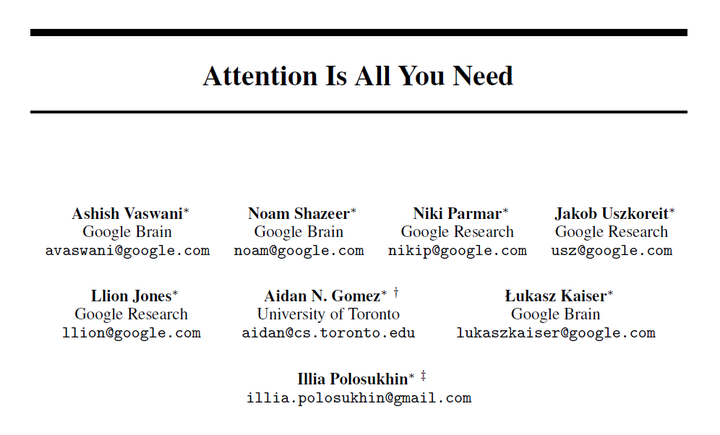 Attention Is All You Need
Ashish Vaswani* Noam Shazeer* Niki Parmar* Jakob Uszkoreit*
Google Brain Google Brain Google Research Google Research
avaswani@google.com noam@google.com nikip@google.com usz@google.com
Llion Jones* Aidan N. Gomez* † Łukasz Kaiser*
Google Research University of Toronto Google Brain
llion@google.com aidan@cs.toronto.edu lukaszkaiser@google.com
Illia Polosukhin* ‡
illia.polosukhin@gmail.com